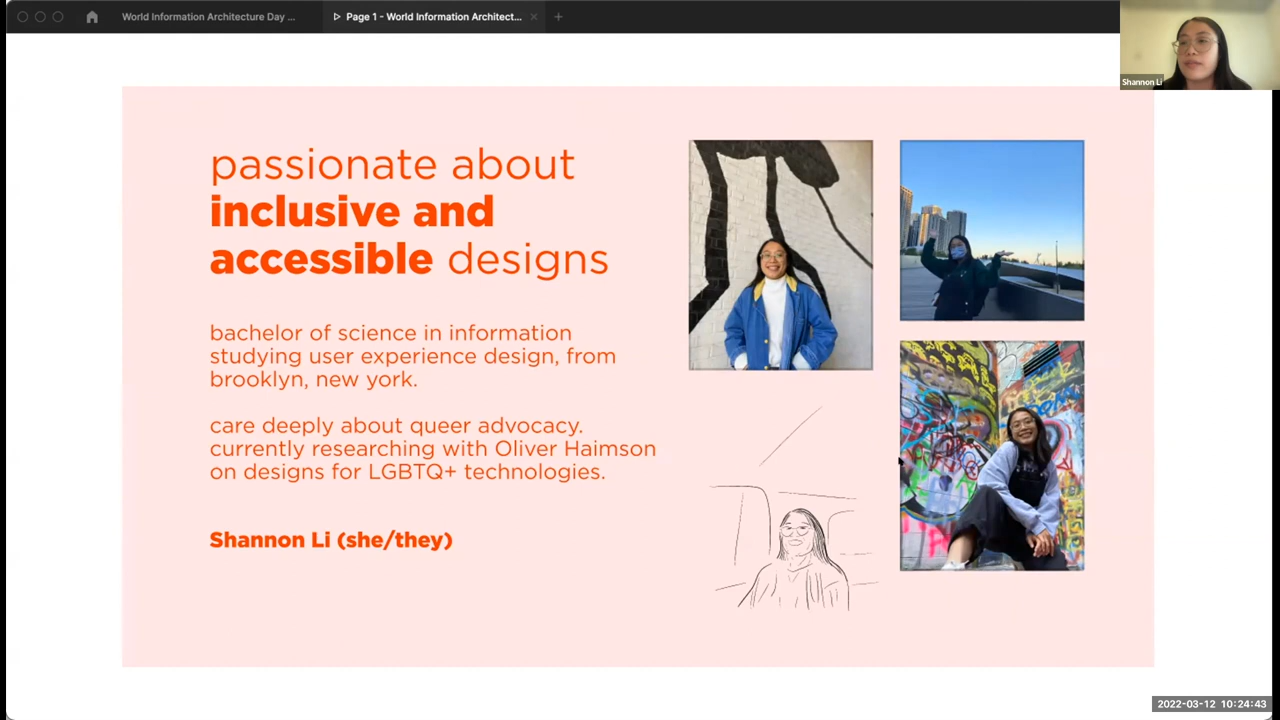 World Information Architecture Day ...
Page 1 - World Information Architect...
Shannon Li
passionate about
inclusive and
accessible designs
bachelor of science in information
studying user experience design, from
brooklyn, new york.
care deeply about queer advocacy.
currently researching with Oliver Haimson
on designs for LGBTQ+ technologies.
Shannon Li (she/they)
2022-03-12 10:24:43